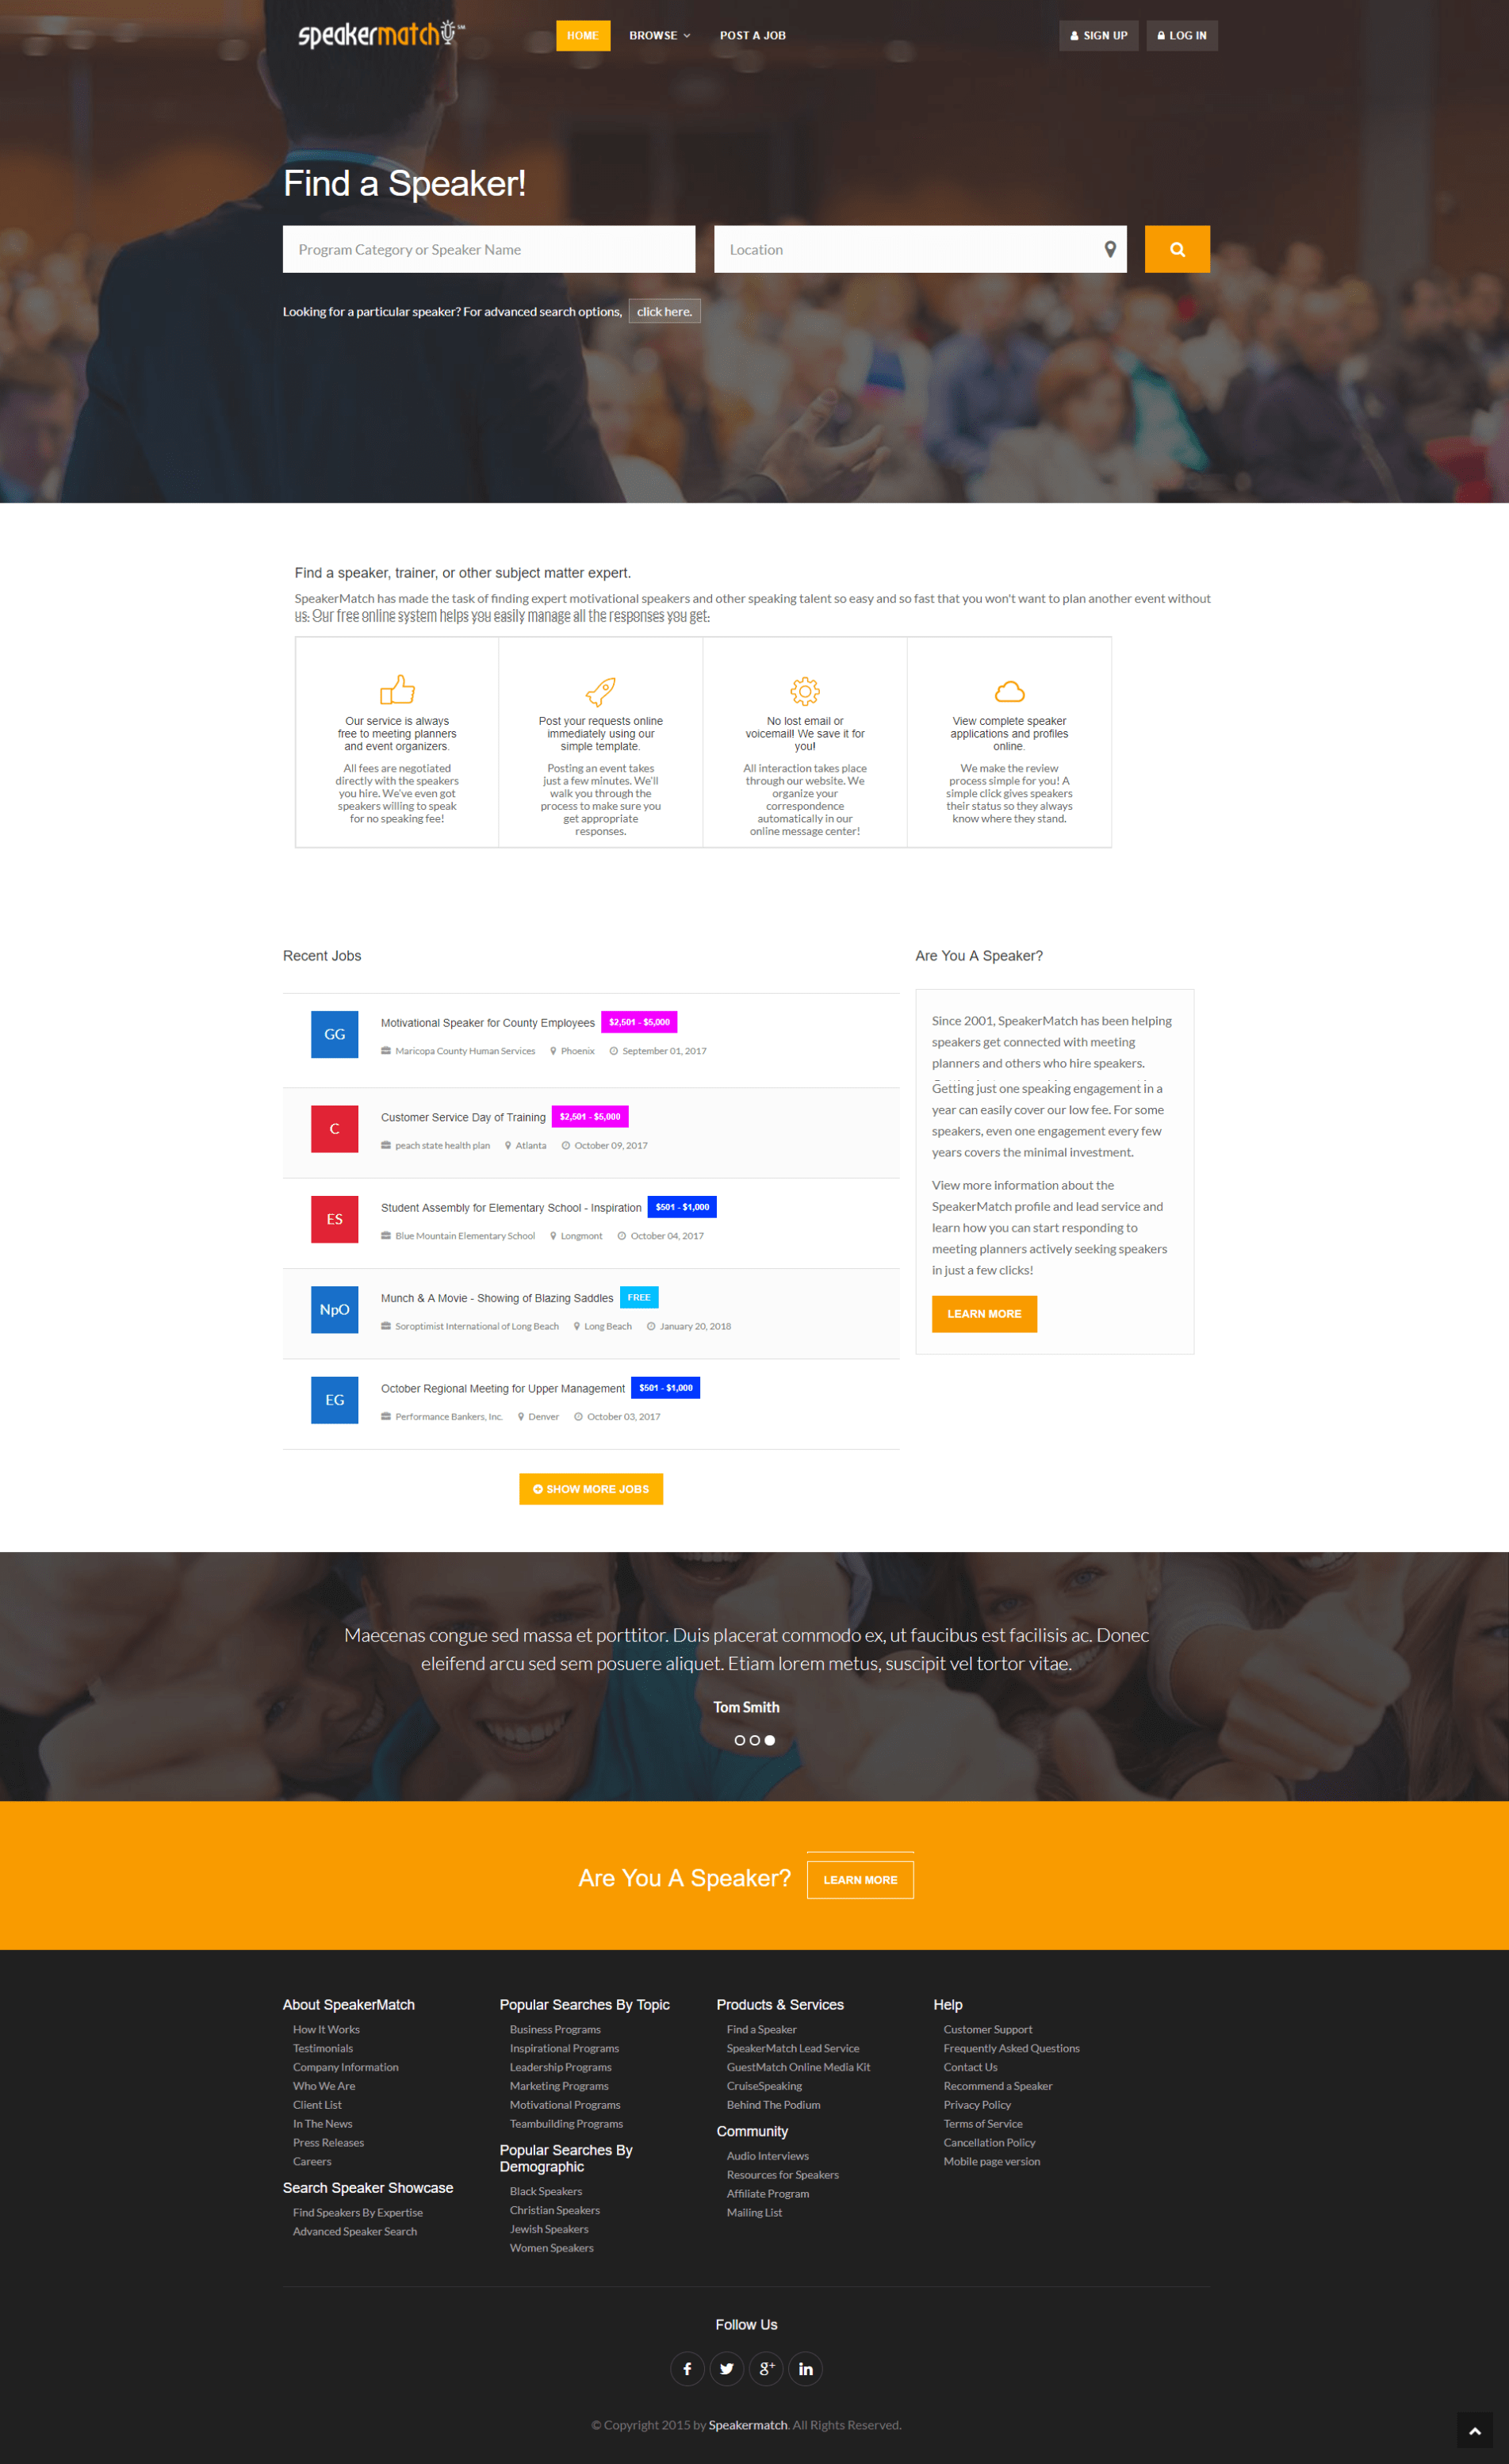 speakermatch SM
HOME
BROWSE
POST A JOB
SIGN UP
LOG IN
Find a Speaker!
Program Category or Speaker Name
Location
Looking for a particular speaker? For advanced search options, click here.
Find a speaker, trainer, or other subject matter expert.
SpeakerMatch has made the task of finding expert motivational speakers and other speaking talent so easy and so fast that you won't want to plan another event without
us. Our free online system helps you easily manage all the responses you get.
Our service is always
free to meeting planners
and event organizers.
All fees are negotiated
directly with the speakers
you hire. We've even got
speakers willing to speak
for no speaking fee!
Post your requests online
immediately using our
simple template.
Posting an event takes
just a few minutes. We'll
walk you through the
process to make sure you
get appropriate
responses.
No lost email or
voicemail! We save it for
you!
All interaction takes place
through our website. We
organize your
correspondence
automatically in our
online message center!
View complete speaker
applications and profiles
online.
We make the review
process simple for you! A
simple click gives speakers
their status so they always
know where they stand.
Recent Jobs
GG
Motivational Speaker for County Employees $2,501 - $5,000
Maricopa County Human Services Phoenix September 01, 2017
C
Customer Service Day of Training $2,501 - $5,000
peach state health plan Atlanta October 09, 2017
ES
Student Assembly for Elementary School - Inspiration $501 - $1,000
Blue Mountain Elementary School Longmont October 04, 2017
NpO
Munch & A Movie - Showing of Blazing Saddles FREE
Soroptimist International of Long Beach Long Beach January 20, 2018
EG
October Regional Meeting for Upper Management $501 - $1,000
Performance Bankers, Inc. Denver October 03, 2017
SHOW MORE JOBS
Are You A Speaker?
Since 2001, SpeakerMatch has been helping
speakers get connected with meeting
planners and others who hire speakers.
Getting just one speaking engagement in a
year can easily cover our low fee. For some
speakers, even one engagement every few
years covers the minimal investment.
View more information about the
SpeakerMatch profile and lead service and
learn how you can start responding to
meeting planners actively seeking speakers
in just a few clicks!
LEARN MORE
Maecenas congue sed massa et porttitor. Duis placerat commodo ex, ut faucibus est facilisis ac. Donec
eleifend arcu sed sem posuere aliquet. Etiam lorem metus, suscipit vel tortor vitae.
Tom Smith
Are You A Speaker? LEARN MORE
About SpeakerMatch
How It Works
Testimonials
Company Information
Who We Are
Client List
In The News
Press Releases
Careers
Search Speaker Showcase
Find Speakers By Expertise
Advanced Speaker Search
Popular Searches By Topic
Business Programs
Inspirational Programs
Leadership Programs
Marketing Programs
Motivational Programs
Teambuilding Programs
Popular Searches By
Demographic
Black Speakers
Christian Speakers
Jewish Speakers
Women Speakers
Products & Services
Find a Speaker
SpeakerMatch Lead Service
GuestMatch Online Media Kit
CruiseSpeaking
Behind The Podium
Community
Audio Interviews
Resources for Speakers
Affiliate Program
Mailing List
Help
Customer Support
Frequently Asked Questions
Contact Us
Recommend a Speaker
Privacy Policy
Terms of Service
Cancellation Policy
Mobile page version
Follow Us
© Copyright 2015 by Speakermatch. All Rights Reserved.